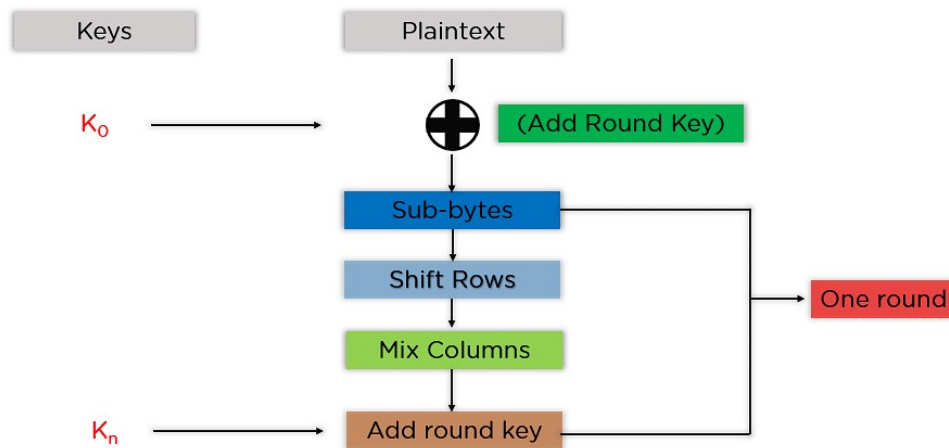 Keys
Plaintext
K₀
(Add Round Key)
Sub-bytes
Shift Rows
One round
Mix Columns
Kₙ
Add round key